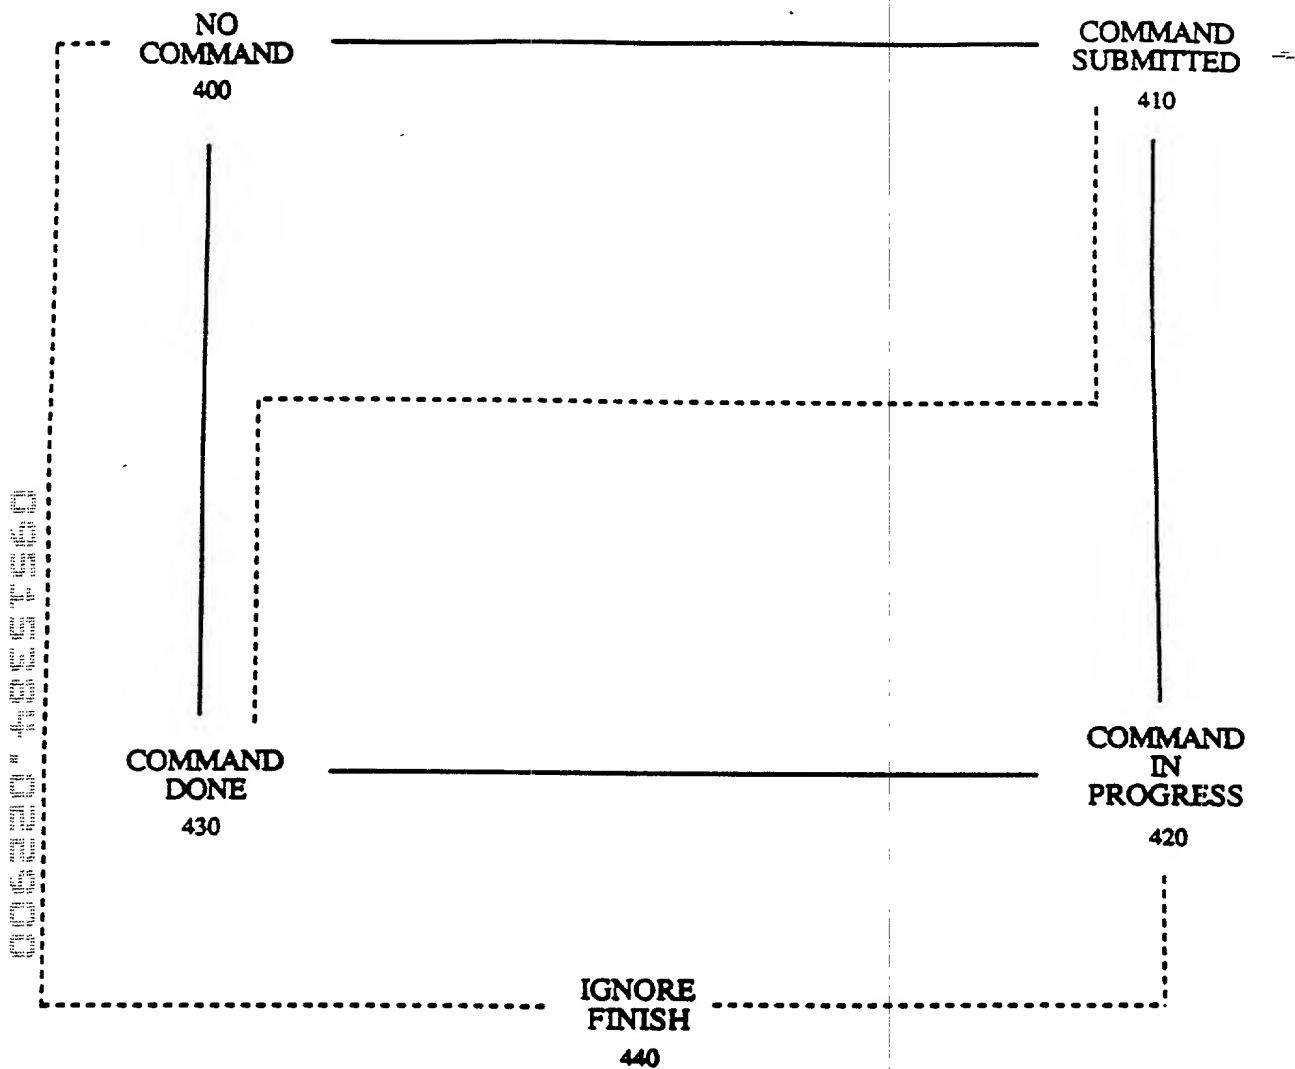 NO
COMMAND
400
COMMAND
SUBMITTED
410
COMMAND
DONE
430
COMMAND
IN
PROGRESS
420
IGNORE
FINISH
440